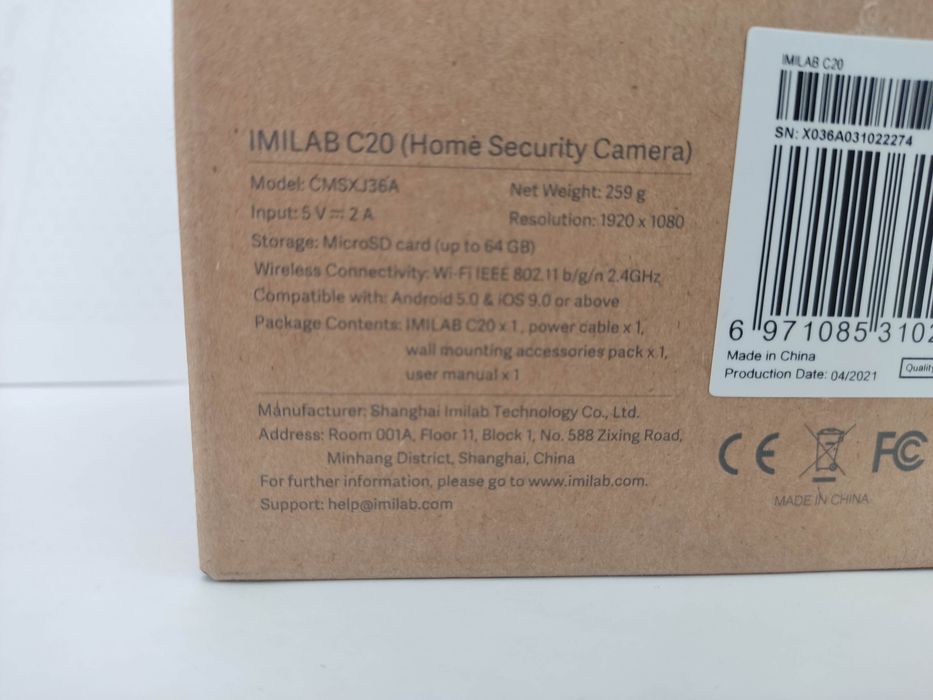 IMILAB C20 (Home Security Camera)
Model: CMSXJ36A
Net Weight: 259 g
Input: 5 V⎓2 A
Resolution: 1920 x 1080
Storage: MicroSD card (up to 64 GB)
Wireless Connectivity: Wi-Fi IEEE 802.11 b/g/n 2.4GHz
Compatible with: Android 5.0 & iOS 9.0 or above
Package Contents: IMILAB C20 x 1, power cable x 1,
wall mounting accessories pack x 1,
user manual x 1
Manufacturer: Shanghai Imilab Technology Co., Ltd.
Address: Room 001A, Floor 11, Block 1, No. 588 Zixing Road,
Minhang District, Shanghai, China
For further information, please go to www.imilab.com.
Support: help@imilab.com
IMILAB C20
SN: X036A031022274
6 971085 3102
Made in China
Production Date: 04/2021
Quality
CE FC
MADE IN CHINA